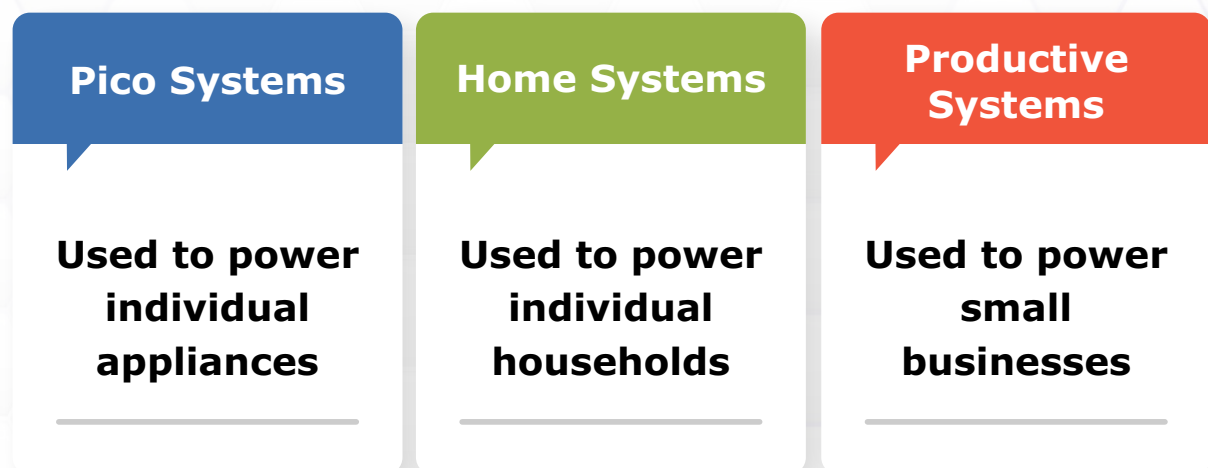 Pico Systems
Used to power
individual
appliances
Home Systems
Used to power
individual
households
Productive
Systems
Used to power
small
businesses